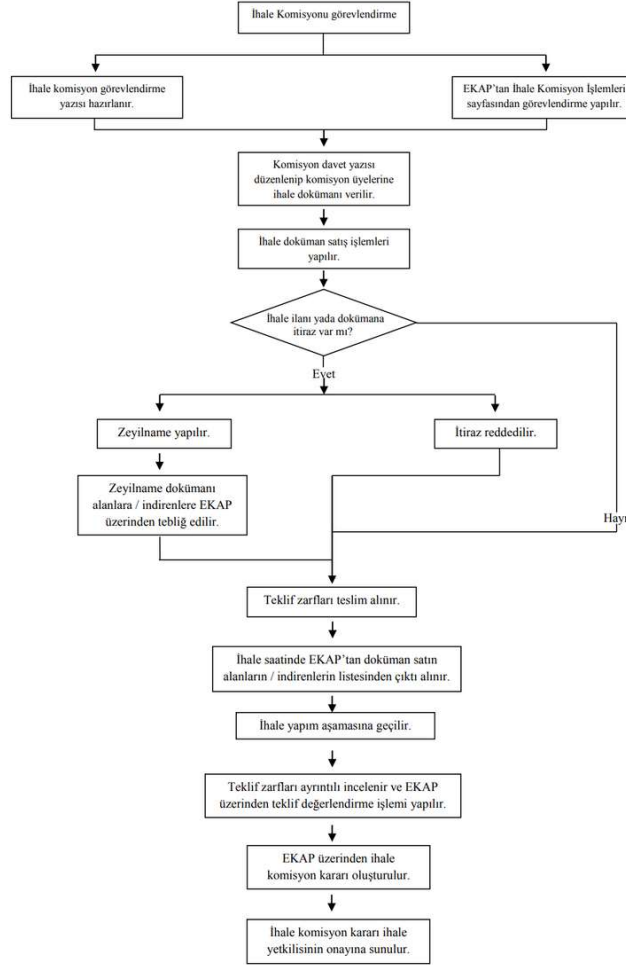 İhale Komisyonu görevlendirme
İhale komisyon görevlendirme
yazısı hazırlanır.
EKAP’tan İhale Komisyon İşlemleri
sayfasından görevlendirme yapılır.
Komisyon davet yazısı
düzenlenip komisyon üyelerine
ihale dokümanı verilir.
İhale doküman satış işlemleri
yapılır.
İhale ilanı yada dokümana
itiraz var mı?
Evet
Zeyilname yapılır.
İtiraz reddedilir.
Zeyilname dokümanı
alanlara / indirenlere EKAP
üzerinden tebliğ edilir.
Hayı
Teklif zarfları teslim alınır.
İhale saatinde EKAP’tan doküman satın
alanların / indirenlerin listesinden çıktı alınır.
İhale yapım aşamasına geçilir.
Teklif zarfları ayrıntılı incelenir ve EKAP
üzerinden teklif değerlendirme işlemi yapılır.
EKAP üzerinden ihale
komisyon kararı oluşturulur.
İhale komisyon kararı ihale
yetkilisinin onayına sunulur.